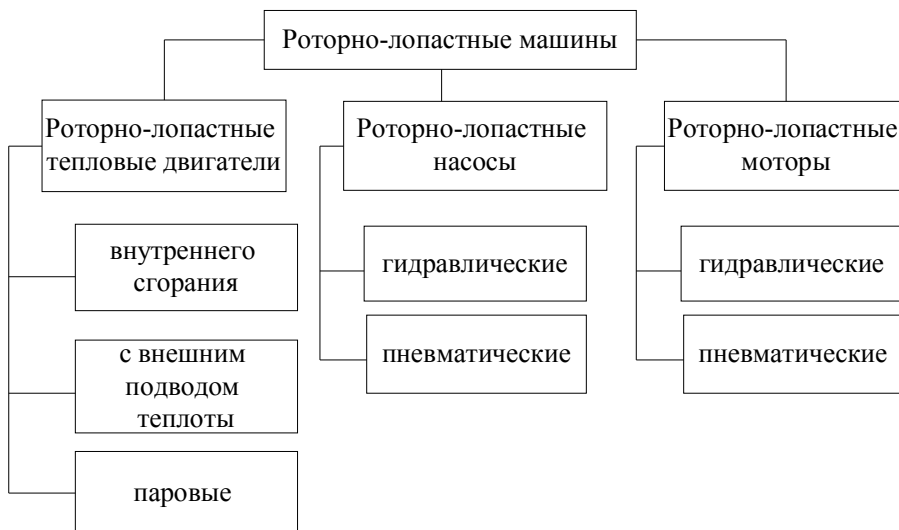 Роторно-лопастные машины
Роторно-лопастные
тепловые двигатели
внутреннего
сгорания
с внешним
подводом
теплоты
паровые
Роторно-лопастные
насосы
гидравлические
пневматические
Роторно-лопастные
моторы
гидравлические
пневматические